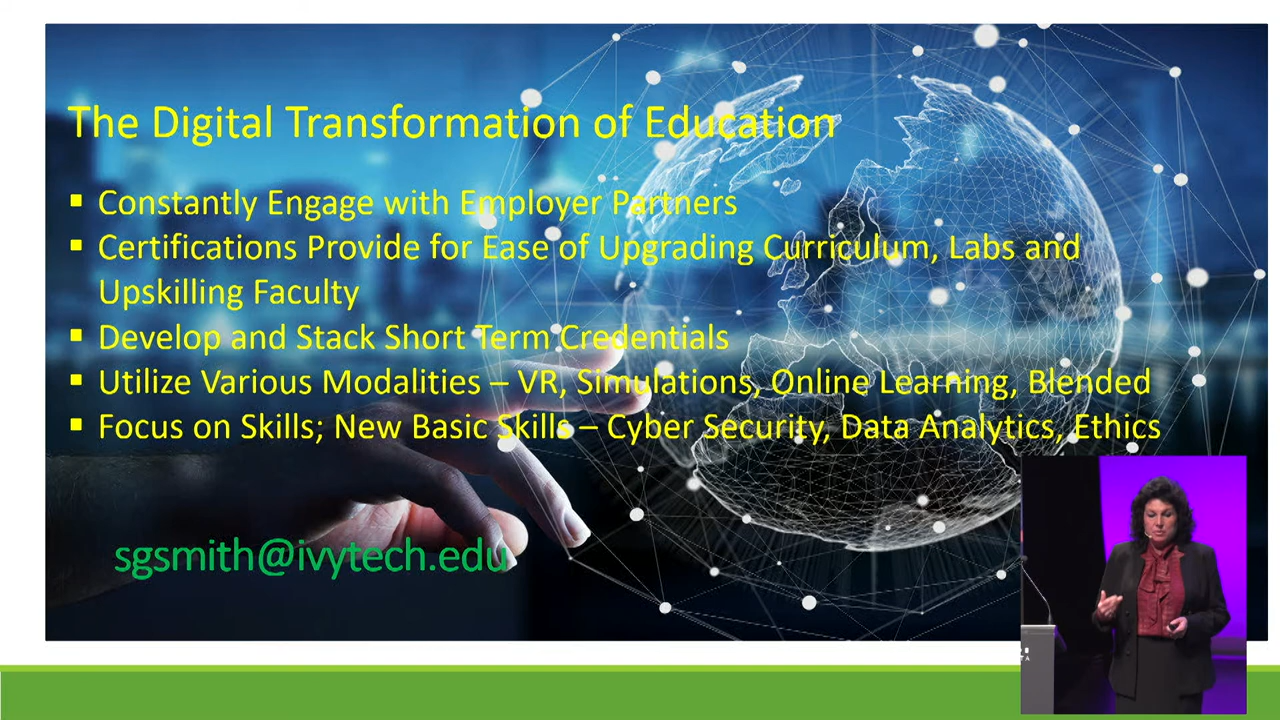 The Digital Transformation of Education
▪ Constantly Engage with Employer Partners
▪ Certifications Provide for Ease of Upgrading Curriculum, Labs and
Upskilling Faculty
▪ Develop and Stack Short Term Credentials
▪ Utilize Various Modalities – VR, Simulations, Online Learning, Blended
▪ Focus on Skills; New Basic Skills – Cyber Security, Data Analytics, Ethics
sgsmith@ivytech.edu